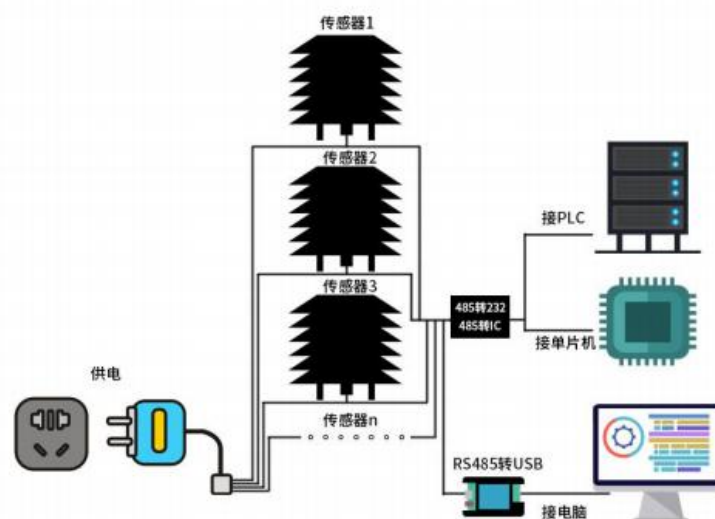 传感器1
传感器2
接PLC
传感器3
485转232
485转IC
接单片机
供电
传感器n
RS485转USB
接电脑